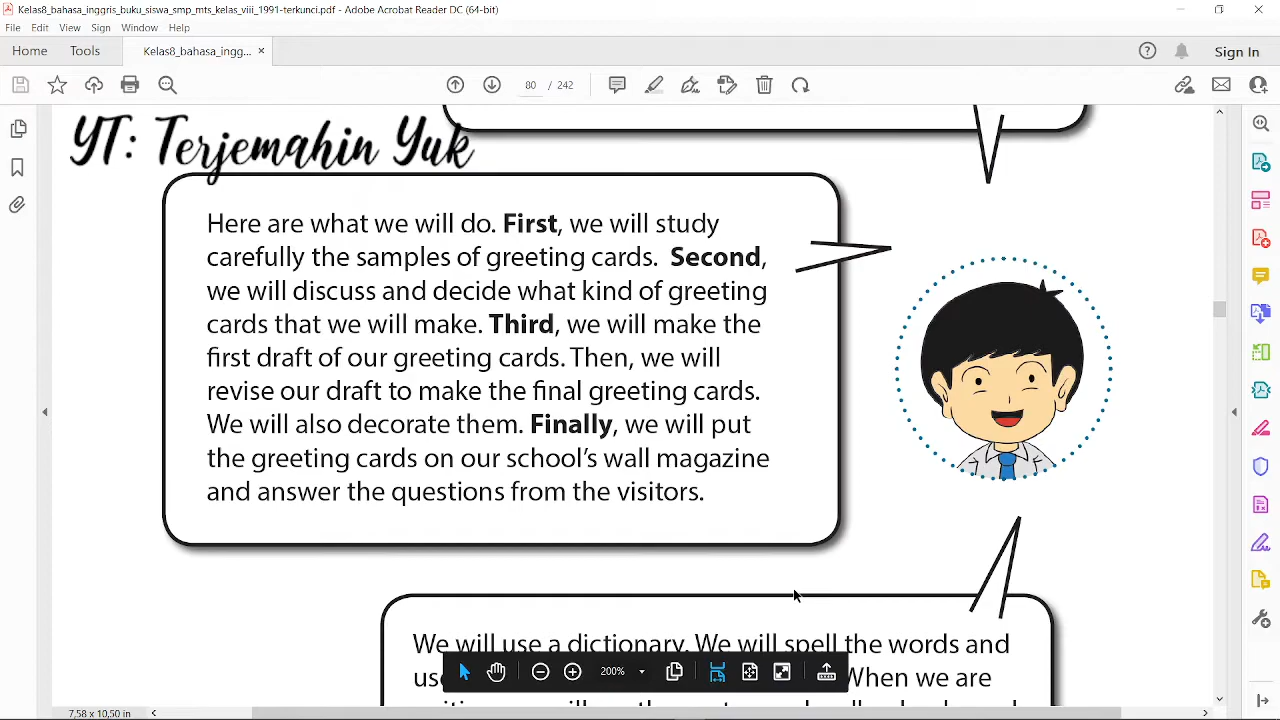 Kelas8_bahasa_inggris_buku_siswa_smp_mts_kelas_viii_1991-terkunci.pdf - Adobe Acrobat Reader DC (64-bit)
File Edit View Sign Window Help
Home Tools Kelas8_bahasa_ingg... × Sign In
80 / 242
YT: Terjemahin Yuk
Here are what we will do. First, we will study
carefully the samples of greeting cards. Second,
we will discuss and decide what kind of greeting
cards that we will make. Third, we will make the
first draft of our greeting cards. Then, we will
revise our draft to make the final greeting cards.
We will also decorate them. Finally, we will put
the greeting cards on our school's wall magazine
and answer the questions from the visitors.
We will use a dictionary. We will spell the words and
When we are
200%
7,58 x 10,50 in